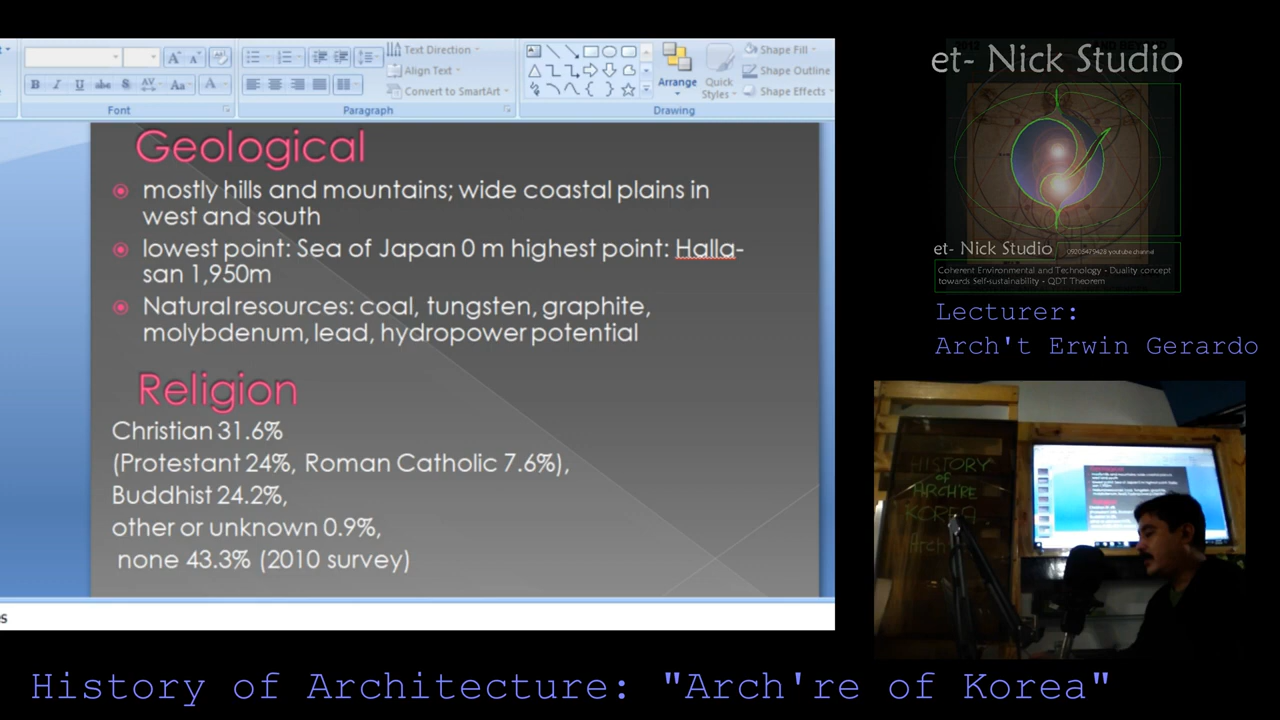 Text Direction
Align Text
Convert to SmartArt
Font
Paragraph
Arrange
Quick
Styles
Shape Fill
Shape Outline
Shape Effects
Drawing
Geological
mostly hills and mountains; wide coastal plains in
west and south
lowest point: Sea of Japan 0 m highest point: Halla-
san 1,950m
Natural resources: coal, tungsten, graphite,
molybdenum, lead, hydropower potential
Religion
Christian 31.6%
(Protestant 24%, Roman Catholic 7.6%),
Buddhist 24.2%,
other or unknown 0.9%,
none 43.3% (2010 survey)
et- Nick Studio
et- Nick Studio 09205479428 youtube channel
Coherent Environmental and Technology - Duality concept
towards Self-sustainability - QDT Theorem
Lecturer:
Arch't Erwin Gerardo
HISTORY
of
ARCH'RE
KOREA
Arch
History of Architecture: "Arch're of Korea"